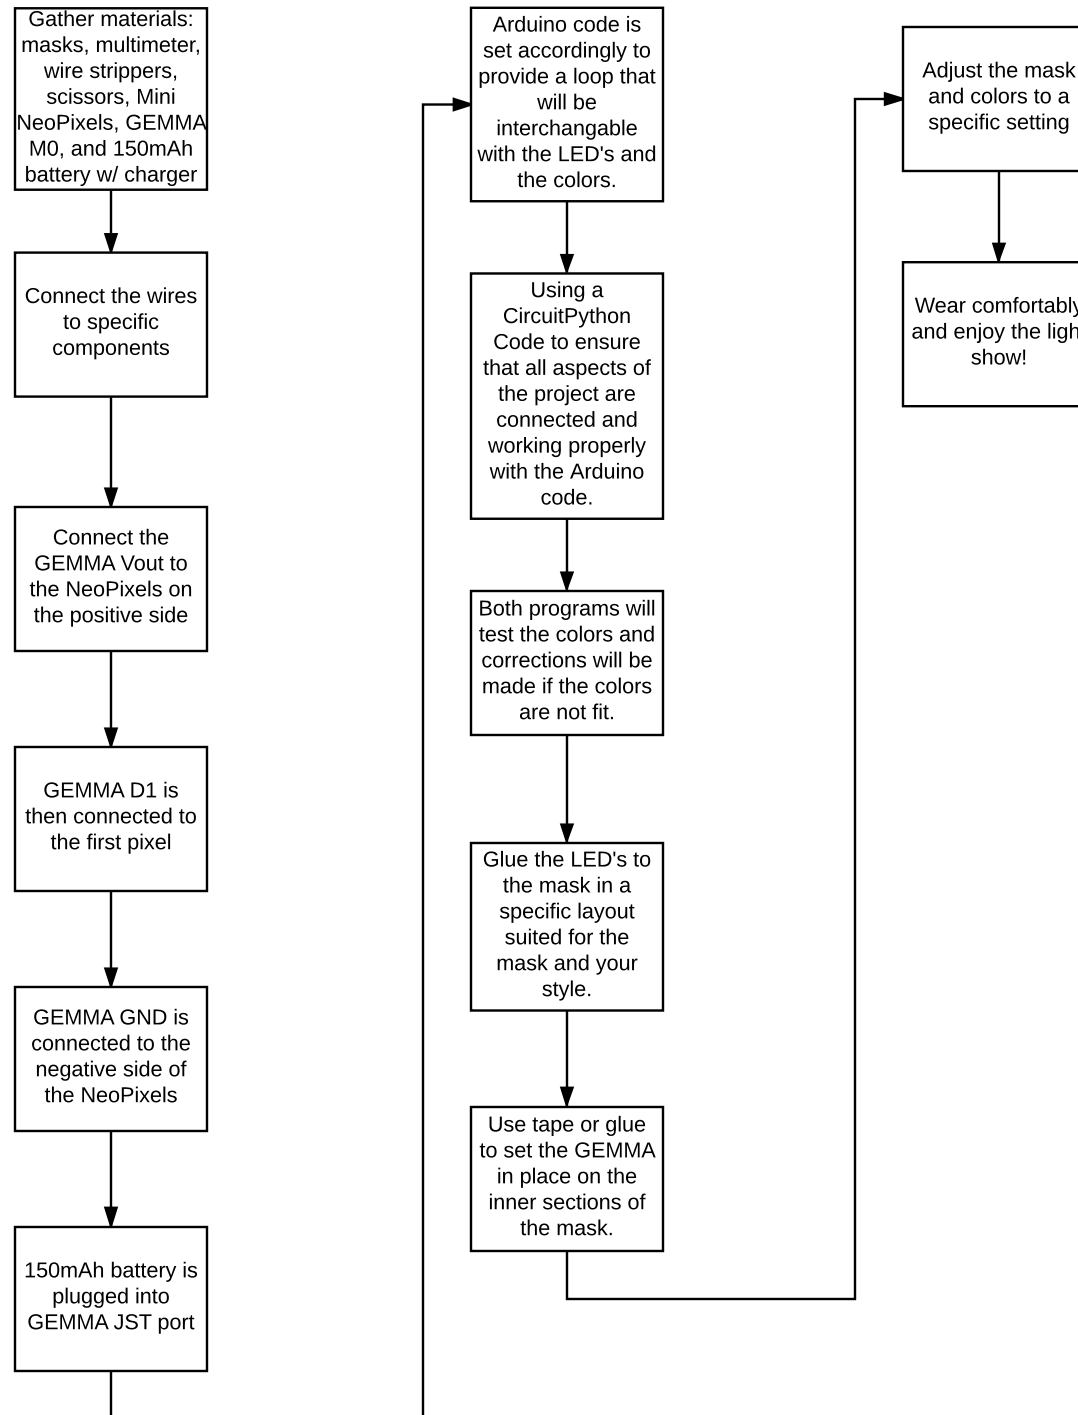 Gather materials:
masks, multimeter,
wire strippers,
scissors, Mini
NeoPixels, GEMMA
M0, and 150mAh
battery w/ charger
Connect the wires
to specific
components
Connect the
GEMMA Vout to
the NeoPixels on
the positive side
GEMMA D1 is
then connected to
the first pixel
GEMMA GND is
connected to the
negative side of
the NeoPixels
150mAh battery is
plugged into
GEMMA JST port
Arduino code is
set accordingly to
provide a loop that
will be
interchangable
with the LED's and
the colors.
Using a
CircuitPython
Code to ensure
that all aspects of
the project are
connected and
working properly
with the Arduino
code.
Both programs will
test the colors and
corrections will be
made if the colors
are not fit.
Glue the LED's to
the mask in a
specific layout
suited for the
mask and your
style.
Use tape or glue
to set the GEMMA
in place on the
inner sections of
the mask.
Adjust the mask
and colors to a
specific setting
Wear comfortably
and enjoy the ligh
show!